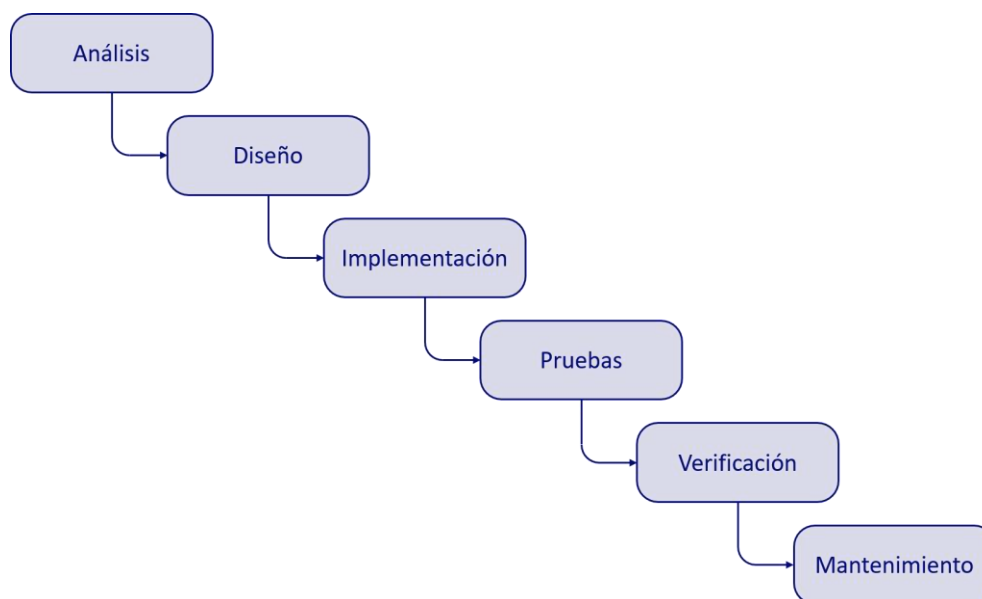 Análisis
Diseño
Implementación
Pruebas
Verificación
Mantenimiento